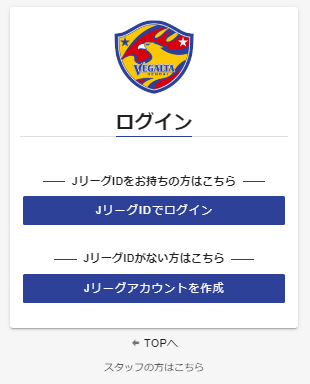 VEGALTA
SENDAI
ログイン
JリーグIDをお持ちの方はこちら
JリーグIDでログイン
JリーグIDがない方はこちら
Jリーグアカウントを作成
TOPへ
スタッフの方はこちら